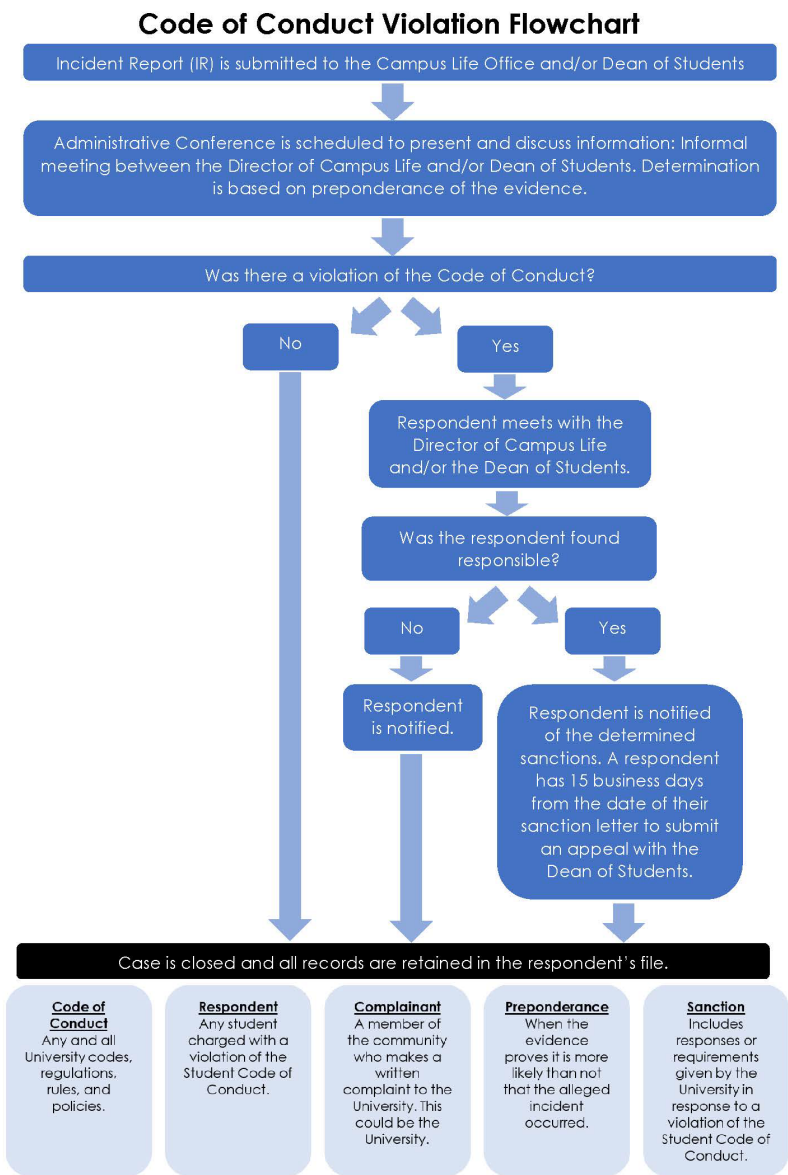 Code of Conduct Violation Flowchart
Incident Report (IR) is submitted to the Campus Life Office and/or Dean of Students
Administrative Conference is scheduled to present and discuss information: Informal
meeting between the Director of Campus Life and/or Dean of Students. Determination
is based on preponderance of the evidence.
Was there a violation of the Code of Conduct?
No
Yes
Respondent meets with the
Director of Campus Life
and/or the Dean of Students.
Was the respondent found
responsible?
No
Yes
Respondent
is notified.
Respondent is notified
of the determined
sanctions. A respondent
has 15 business days
from the date of their
sanction letter to submit
an appeal with the
Dean of Students.
Case is closed and all records are retained in the respondent's file.
Code of
Conduct
Any and all
University codes,
regulations,
rules, and
policies.
Respondent
Any student
charged with a
violation of the
Student Code of
Conduct.
Complainant
A member of
the community
who makes a
written
complaint to the
University. This
could be the
University.
Preponderance
When the
evidence
proves it is more
likely than not
that the alleged
incident
occurred.
Sanction
Includes
responses or
requirements
given by the
University in
response to a
violation of the
Student Code of
Conduct.